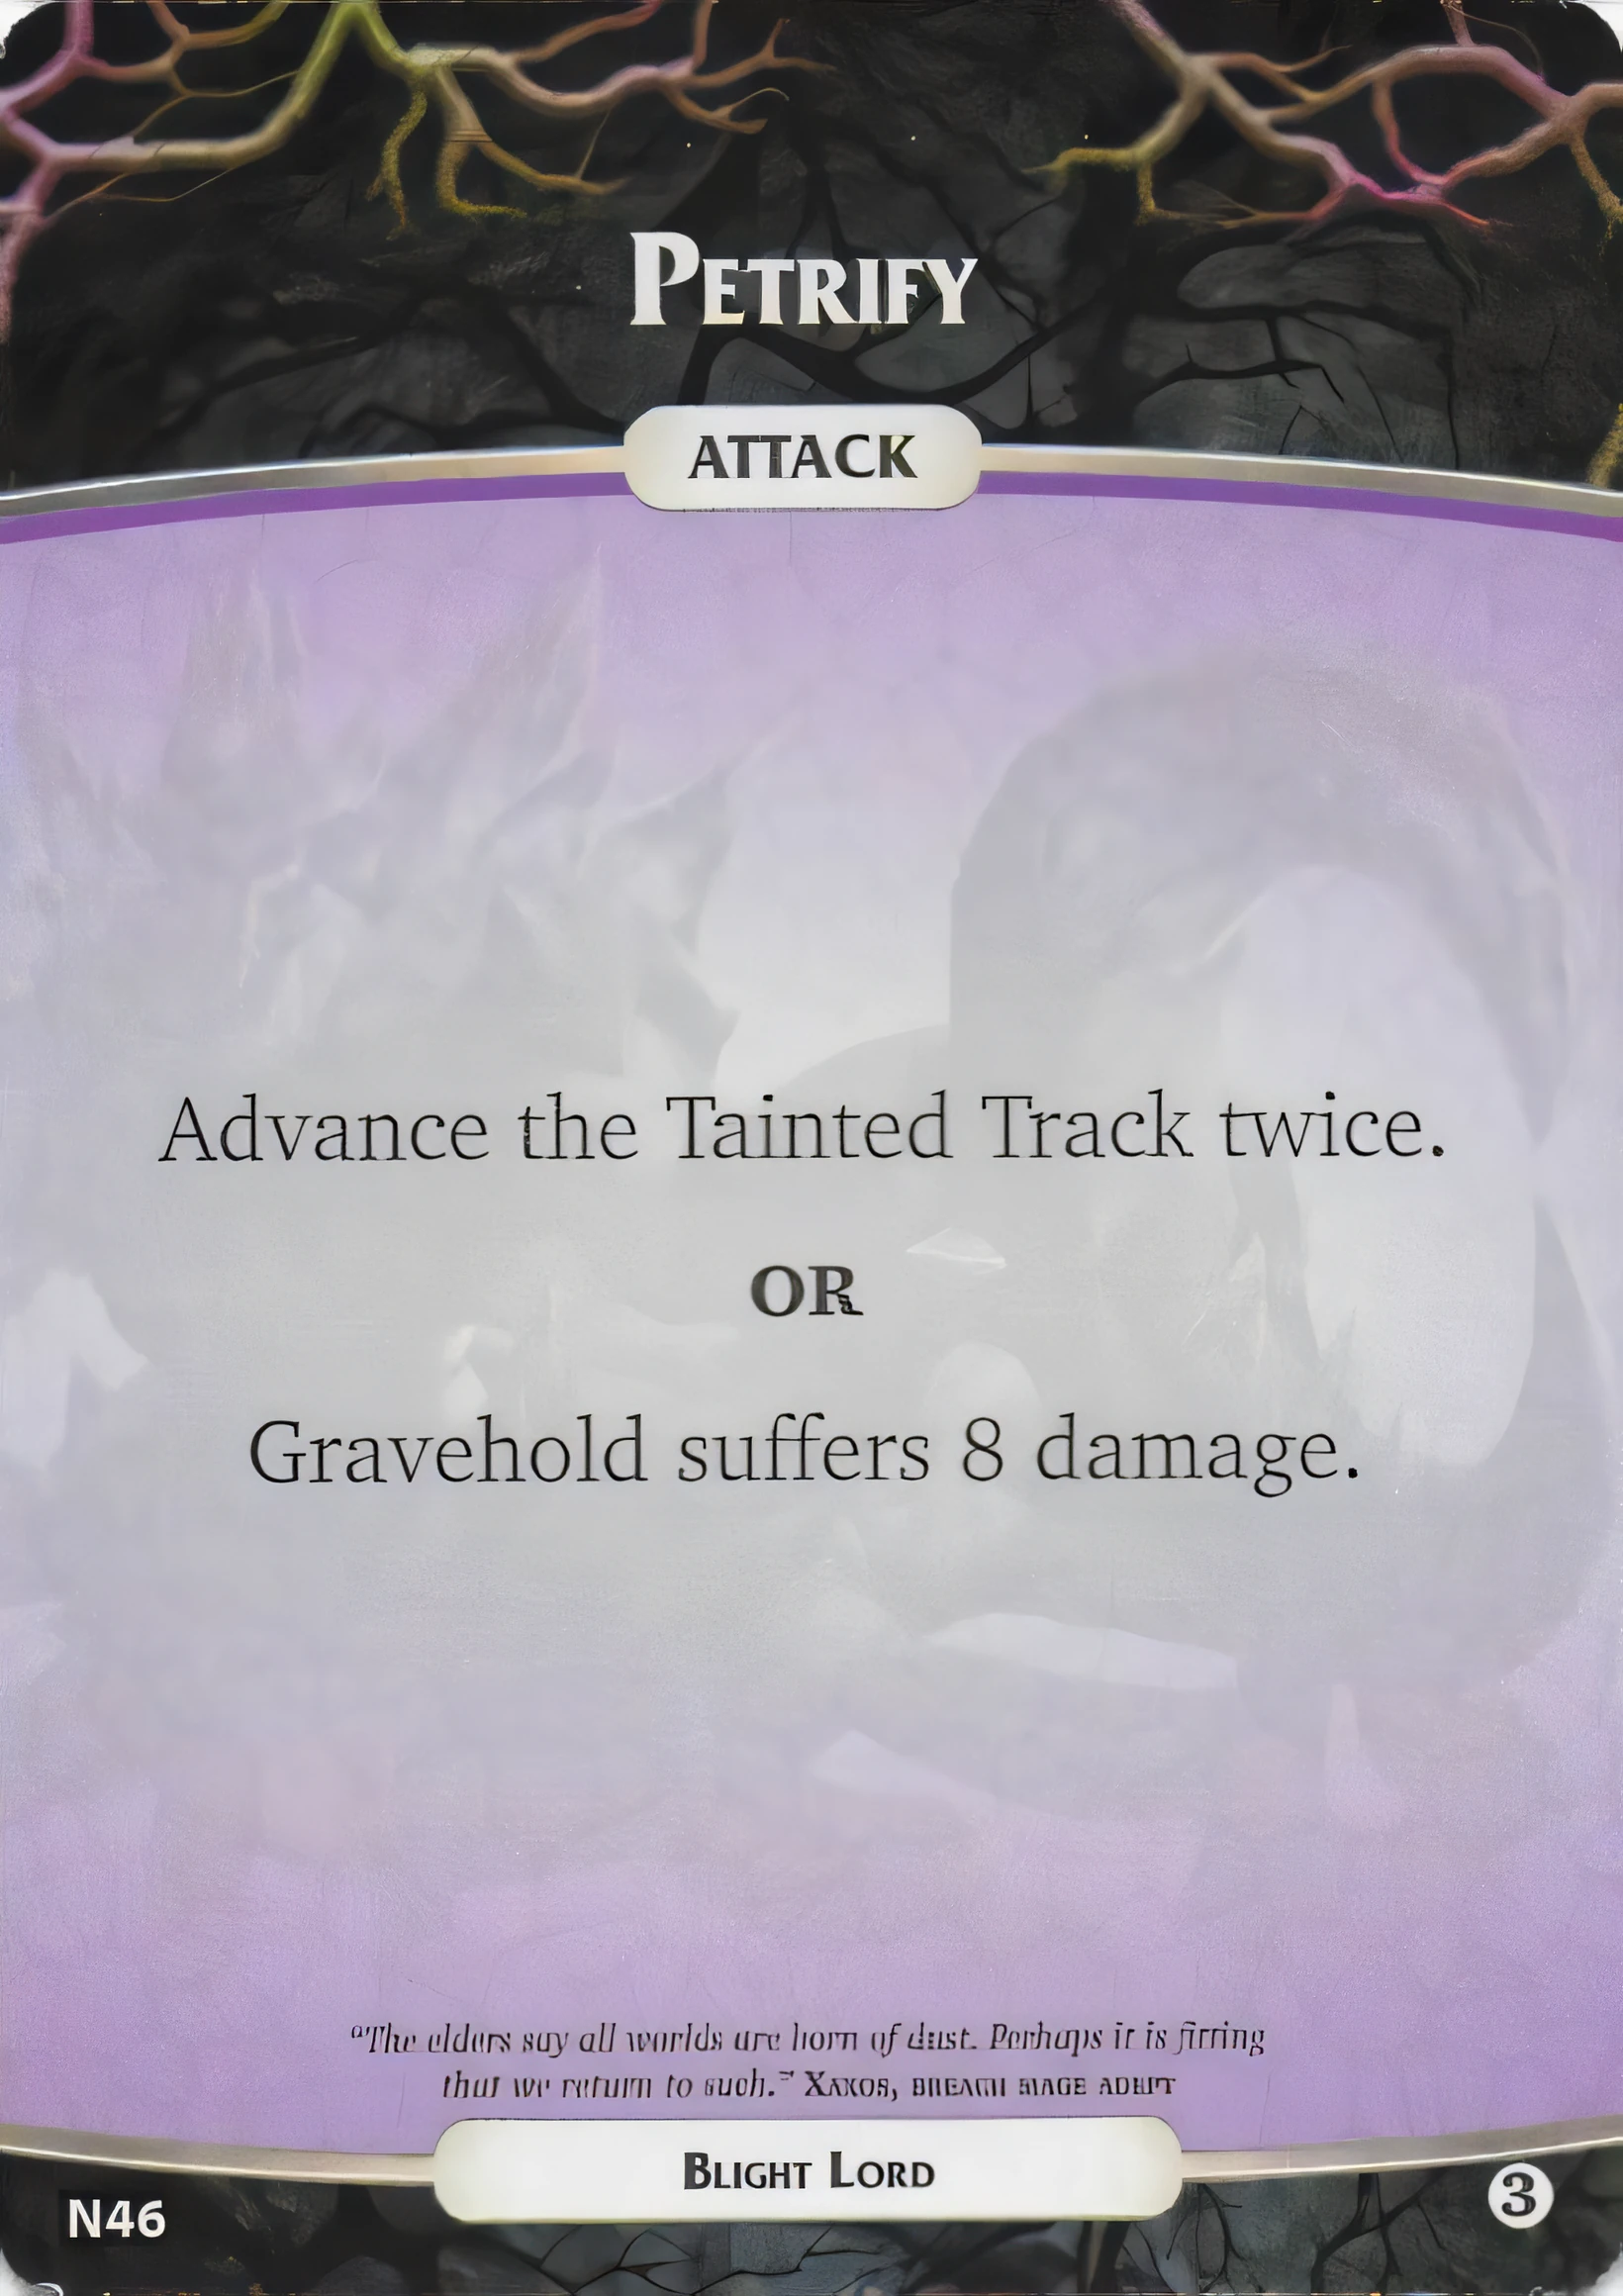 PETRIFY
ATTACK
Advance the Tainted Track twice.
OR
Gravehold suffers 8 damage.
"The elders say all worlds are born of dust. Perhaps it is fitting
that we return to such." XAXOS, BREACH MAGE ADEPT
BLIGHT LORD
N46
3